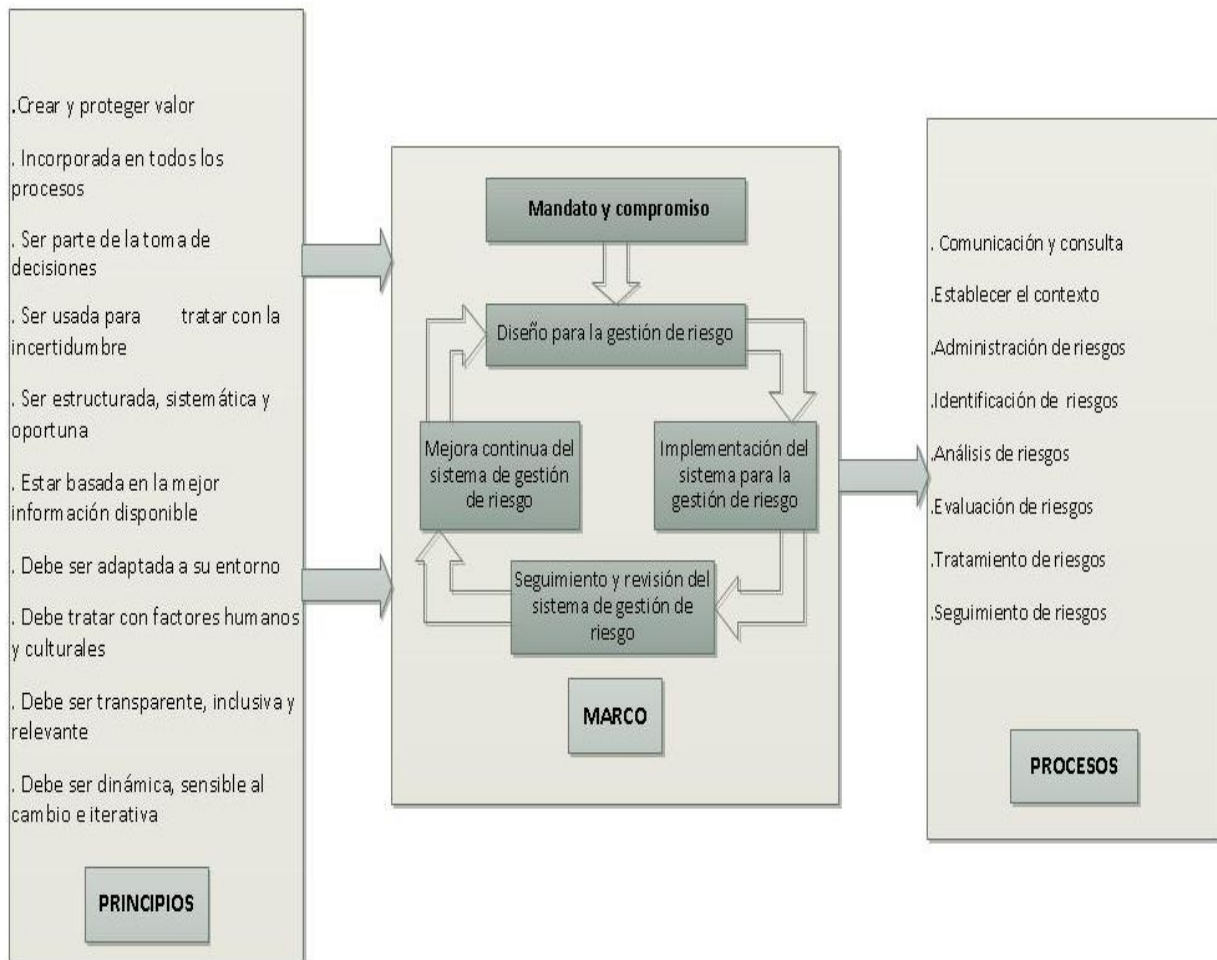 .Crear y proteger valor
. Incorporada en todos los
procesos
. Ser parte de la toma de
decisiones
. Ser usada para tratar con la
incertidumbre
. Ser estructurada, sistemática y
oportuna
. Estar basada en la mejor
información disponible
. Debe ser adaptada a su entorno
. Debe tratar con factores humanos
y culturales
. Debe ser transparente, inclusiva y
relevante
. Debe ser dinámica, sensible al
cambio e iterativa
PRINCIPIOS
Mandato y compromiso
Diseño para la gestión de riesgo
Mejora continua del
sistema de gestión
de riesgo
Implementación del
sistema para la
gestión de riesgo
Seguimiento y revisión del
sistema de gestión de
riesgo
MARCO
. Comunicación y consulta
.Establecer el contexto
.Administración de riesgos
.Identificación de riesgos
.Análisis de riesgos
.Evaluación de riesgos
.Tratamiento de riesgos
.Seguimiento de riesgos
PROCESOS